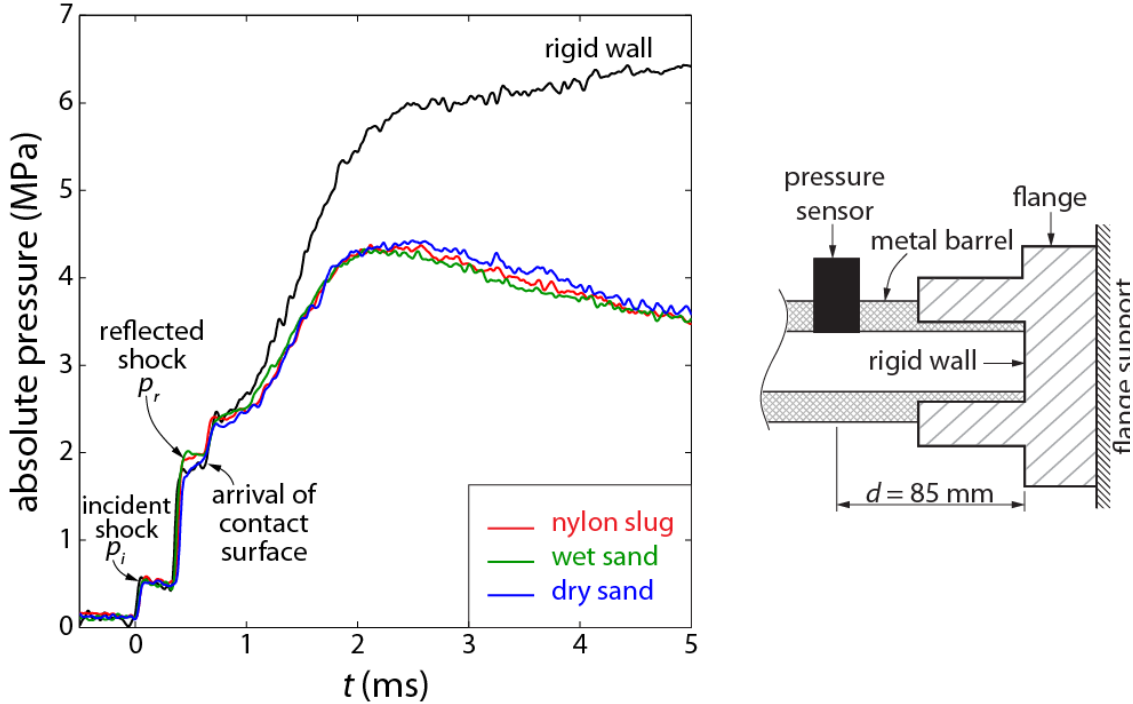 7
6
5
4
3
2
1
0
absolute pressure (MPa)
rigid wall
reflected
shock
p_r
incident
shock
p_i
arrival of
contact
surface
nylon slug
wet sand
dry sand
0 1 2 3 4 5
t (ms)
pressure
sensor
metal barrel
flange
rigid wall
flange support
d = 85 mm